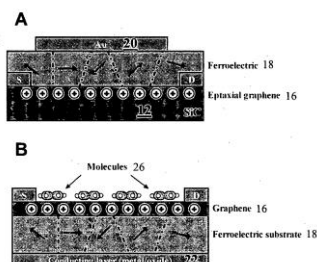 A
Au 20
Ferroelectric 18
S D
Eptaxial graphene 16
12 SiC
B
Molecules 26
S D
Graphene 16
Ferroelectric substrate 18
Conducting layer (metal oxide) 22